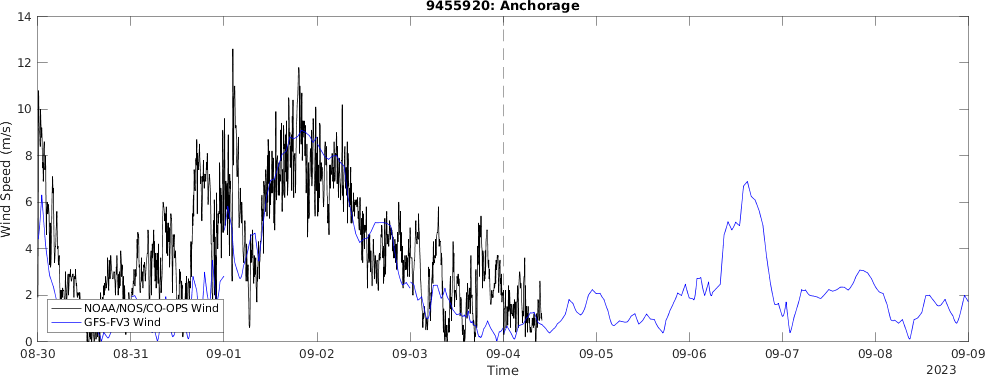 9455920: Anchorage
14
12
10
8
6
4
2
0
Wind Speed (m/s)
NOAA/NOS/CO-OPS Wind
GFS-FV3 Wind
08-30 08-31 09-01 09-02 09-03 09-04 09-05 09-06 09-07 09-08 09-09
Time
2023